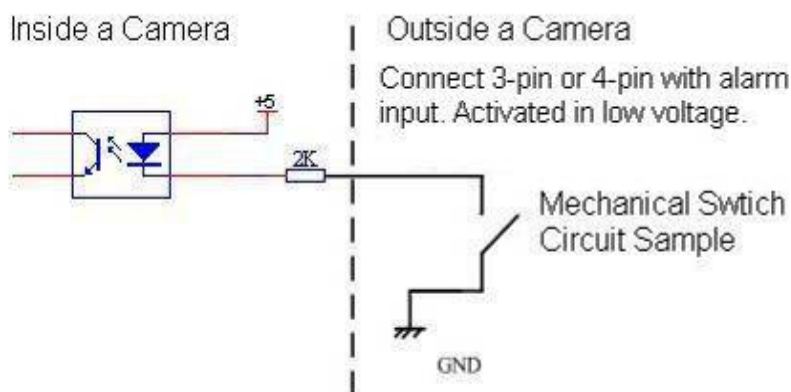 Inside a Camera
Outside a Camera
Connect 3-pin or 4-pin with alarm
input. Activated in low voltage.
+5
2K
Mechanical Swtich
Circuit Sample
GND